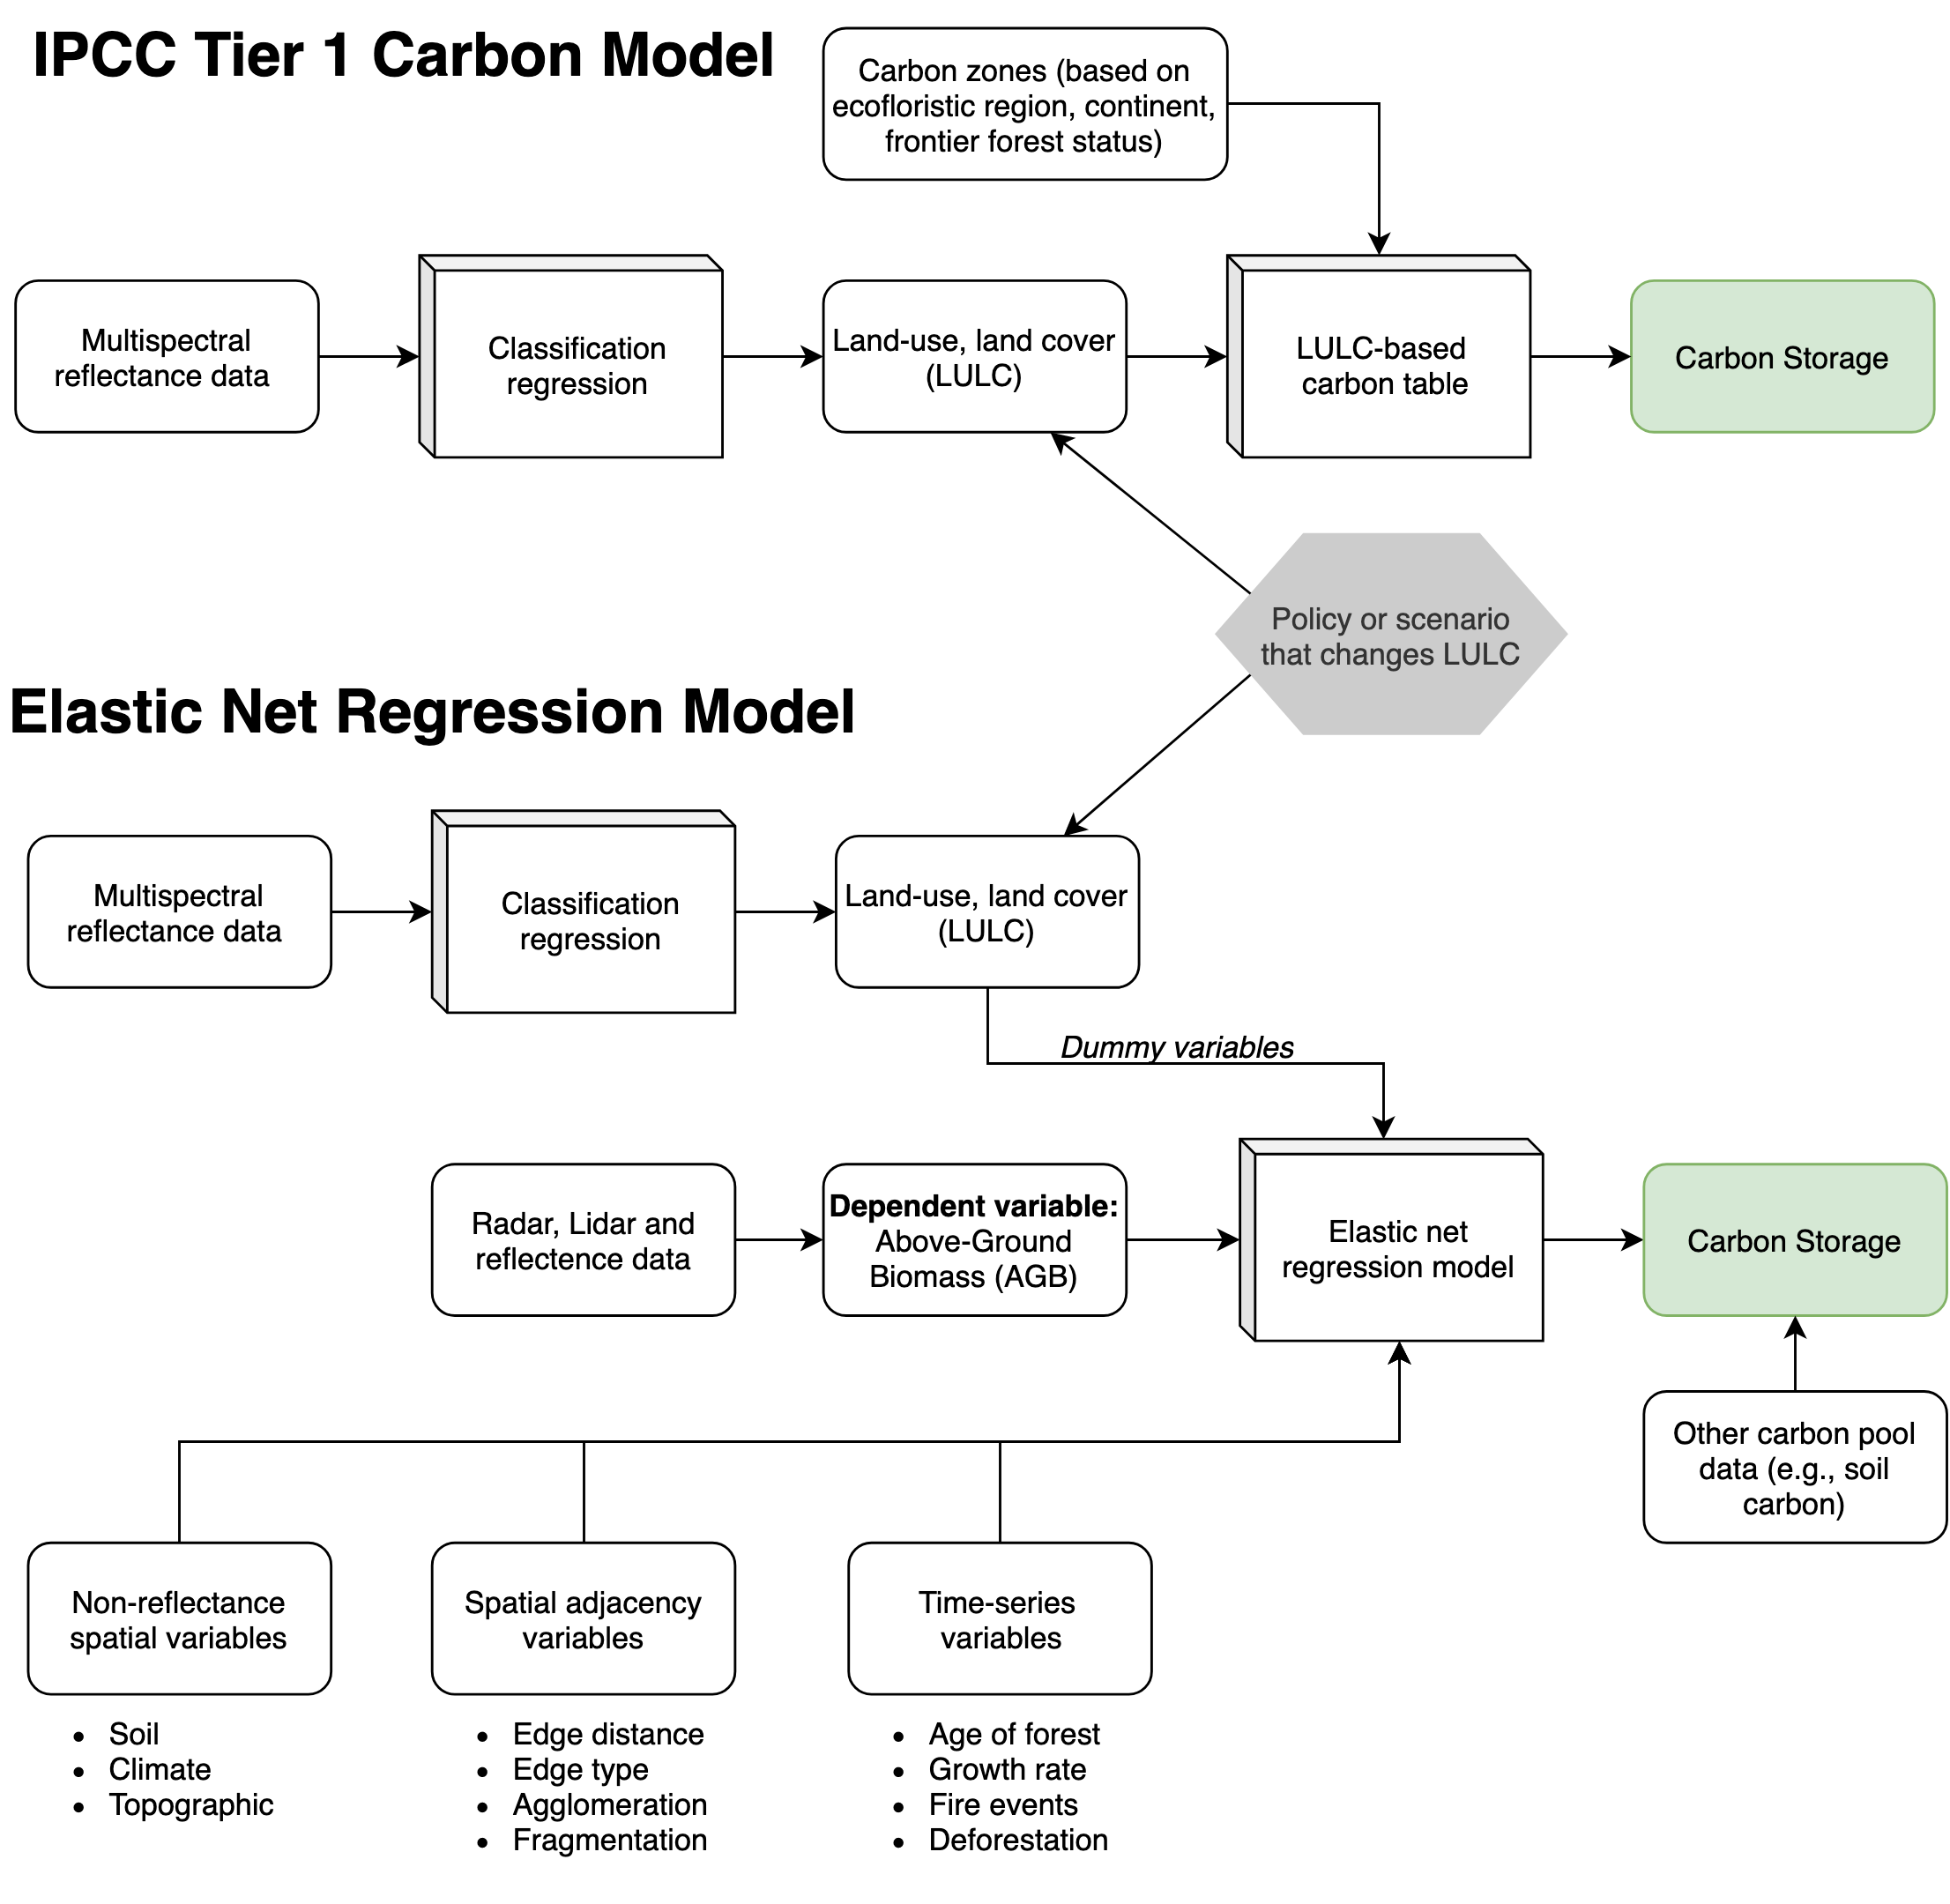 IPCC Tier 1 Carbon Model
Carbon zones (based on
ecofloristic region, continent,
frontier forest status)
Multispectral
reflectance data
Classification
regression
Land-use, land cover
(LULC)
LULC-based
carbon table
Carbon Storage
Policy or scenario
that changes LULC
Elastic Net Regression Model
Multispectral
reflectance data
Classification
regression
Land-use, land cover
(LULC)
Dummy variables
Radar, Lidar and
reflectence data
Dependent variable:
Above-Ground
Biomass (AGB)
Elastic net
regression model
Carbon Storage
Other carbon pool
data (e.g., soil
carbon)
Non-reflectance
spatial variables
• Soil
• Climate
• Topographic
Spatial adjacency
variables
• Edge distance
• Edge type
• Agglomeration
• Fragmentation
Time-series
variables
• Age of forest
• Growth rate
• Fire events
• Deforestation